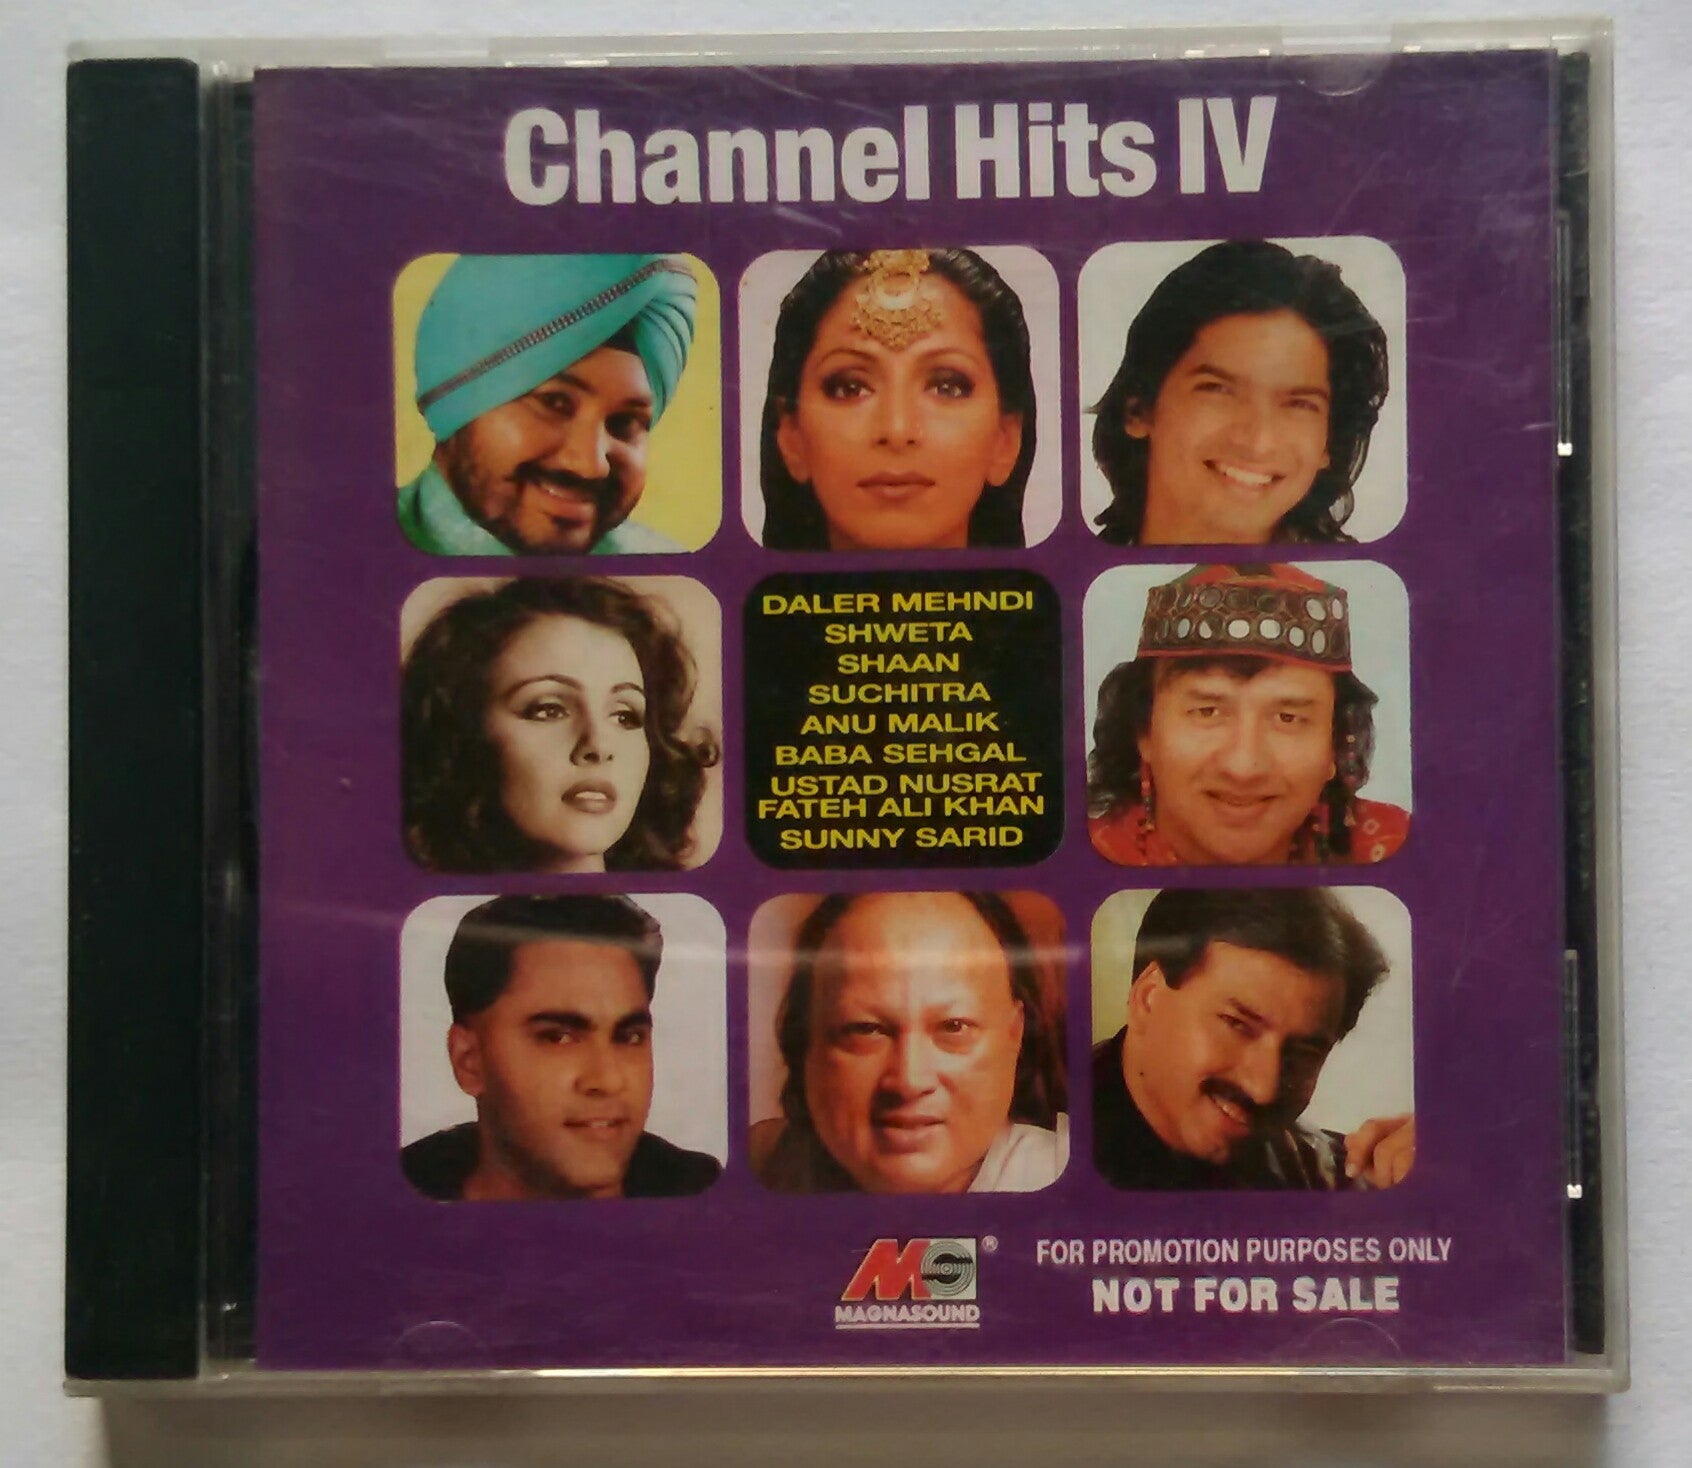 Channel Hits IV
DALER MEHNDI
SHWETA
SHAAN
SUCHITRA
ANU MALIK
BABA SEHGAL
USTAD NUSRAT
FATEH ALI KHAN
SUNNY SARID
MS®
MAGNASOUND
FOR PROMOTION PURPOSES ONLY
NOT FOR SALE